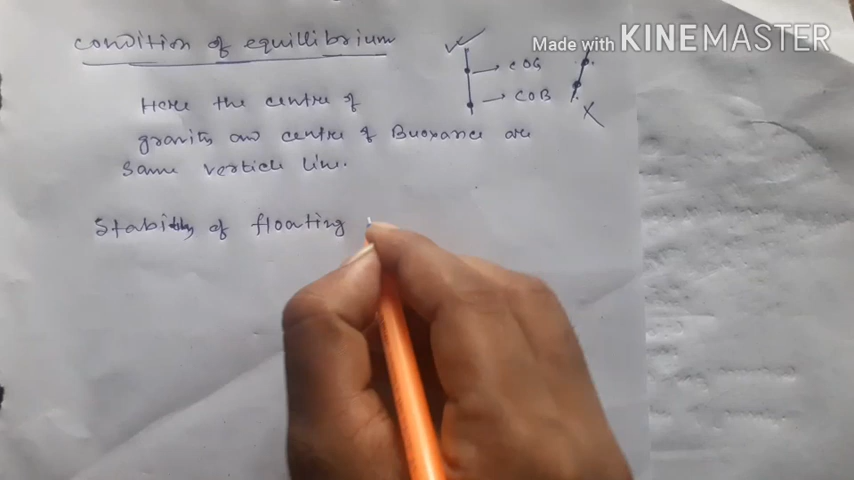 condition of equillibrium
Made with KINEMASTER
COG
COB
Here the centre of
gravity and centre of Buoyance are
same verticle line.
Stability of floating